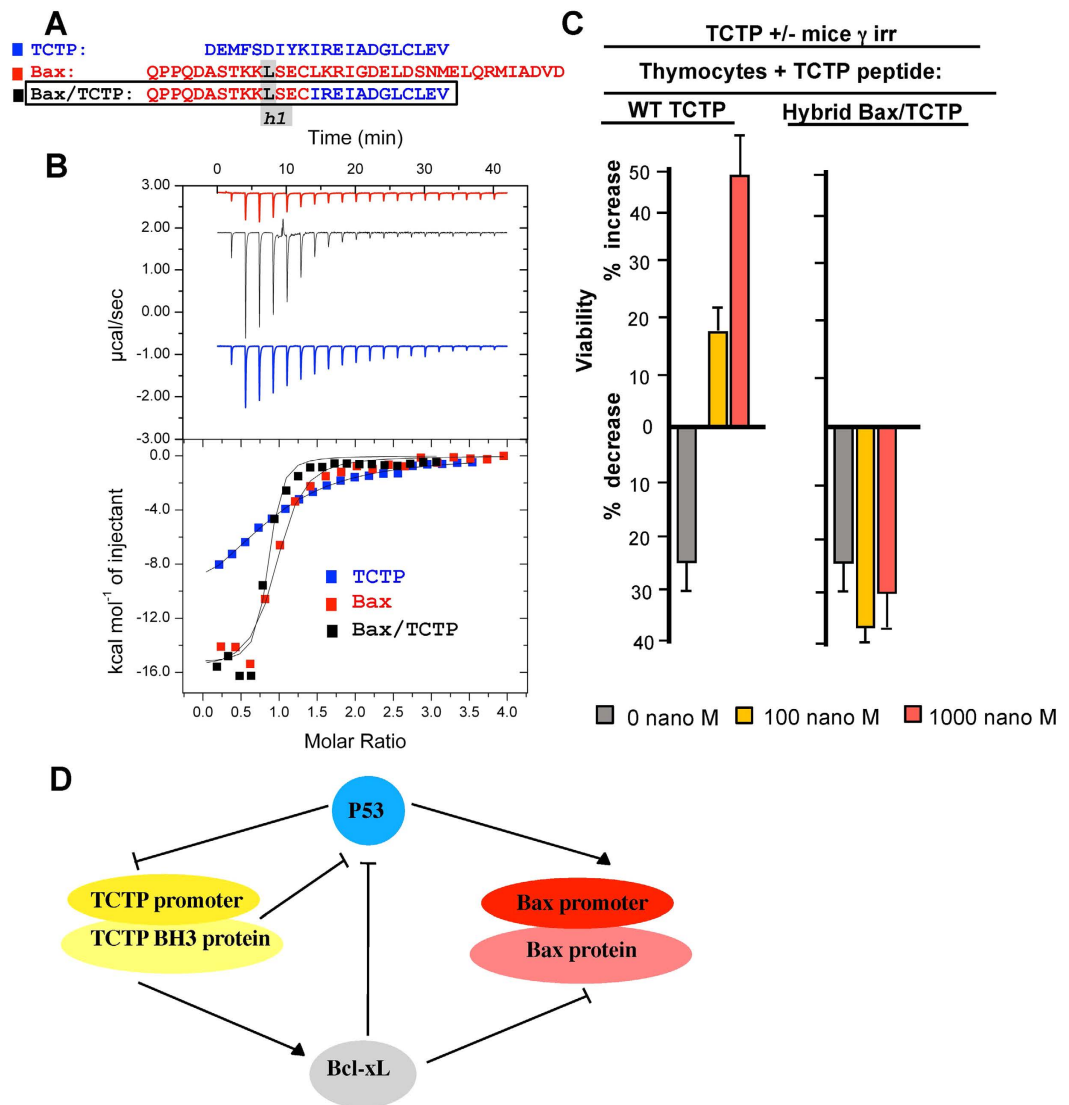 A
TCTP: DEMFSDIYKIREIADGLCLEV
Bax: QPPQDASTKKLSECLKRIGDELDSNMELQRMIADVD
Bax/TCTP: QPPQDASTKKLSECIREIADGLCLEV
h1
B
Time (min)
0 10 20 30 40
3.00
2.00
1.00
0.00
-1.00
-2.00
-3.00
µcal/sec
0.0
-4.0
-8.0
-12.0
-16.0
kcal mol-1 of injectant
TCTP
Bax
Bax/TCTP
0.0 0.5 1.0 1.5 2.0 2.5 3.0 3.5 4.0
Molar Ratio
C
TCTP +/- mice γ irr
Thymocytes + TCTP peptide:
WT TCTP Hybrid Bax/TCTP
Viability
% increase
% decrease
50
40
30
20
10
0
10
20
30
40
0 nano M 100 nano M 1000 nano M
D
P53
TCTP promoter
TCTP BH3 protein
Bax promoter
Bax protein
Bcl-xL